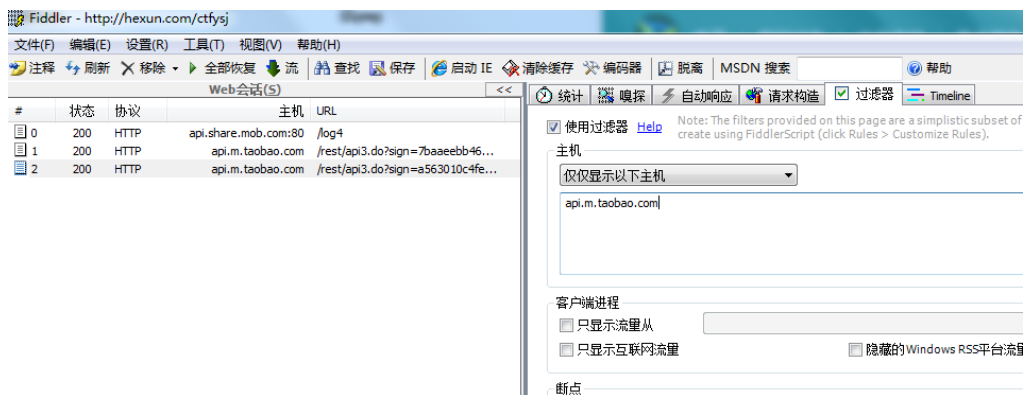 Fiddler - http://hexun.com/ctfysj
文件(F) 编辑(E) 设置(R) 工具(T) 视图(V) 帮助(H)
注释 刷新 移除 全部恢复 流 查找 保存 启动 IE 清除缓存 编码器 脱离 MSDN 搜索 帮助
Web会话(S) <<
# 状态 协议 主机 URL
0 200 HTTP api.share.mob.com:80 /log4
1 200 HTTP api.m.taobao.com /rest/api3.do?sign=7baaeebb46...
2 200 HTTP api.m.taobao.com /rest/api3.do?sign=a563010c4fe...
统计 嗅探 自动响应 请求构造 过滤器 Timeline
使用过滤器 Help Note: The filters provided on this page are a simplistic subset of
create using FiddlerScript (click Rules > Customize Rules).
主机
仅仅显示以下主机
api.m.taobao.com
客户端进程
只显示流量从
只显示互联网流量 隐藏的Windows RSS平台流量
断点